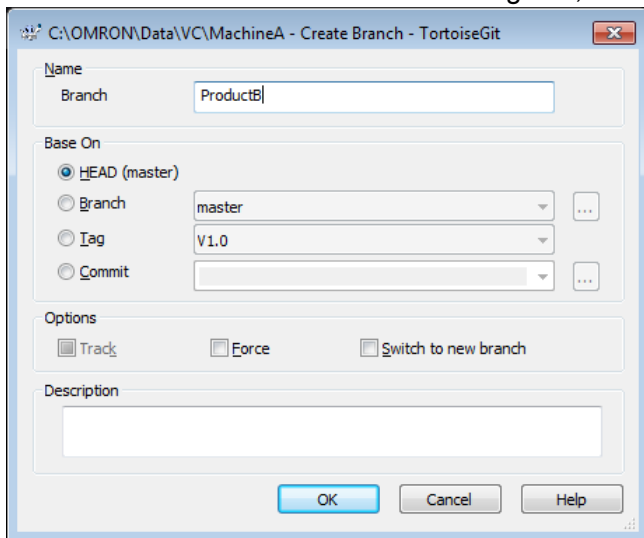 C:\OMRON\Data\VC\MachineA - Create Branch - TortoiseGit
Name
Branch ProductB
Base On
HEAD (master)
Branch master ...
Tag V1.0
Commit ...
Options
Track Force Switch to new branch
Description
OK Cancel Help